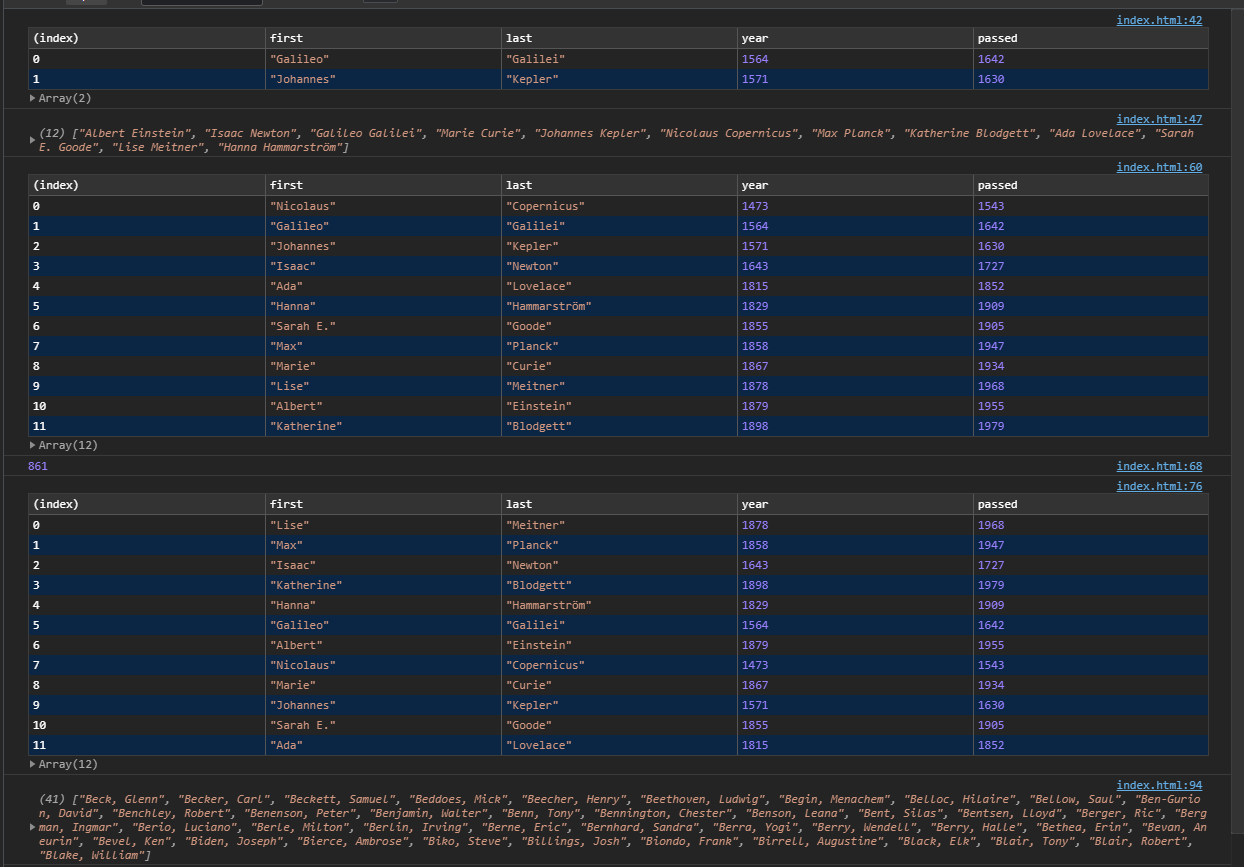 index.html:42
(index) first last year passed
0 "Galileo" "Galilei" 1564 1642
1 "Johannes" "Kepler" 1571 1630
Array(2)
index.html:47
(12) ["Albert Einstein", "Isaac Newton", "Galileo Galilei", "Marie Curie", "Johannes Kepler", "Nicolaus Copernicus", "Max Planck", "Katherine Blodgett", "Ada Lovelace", "Sarah
E. Goode", "Lise Meitner", "Hanna Hammarström"]
index.html:60
(index) first last year passed
0 "Nicolaus" "Copernicus" 1473 1543
1 "Galileo" "Galilei" 1564 1642
2 "Johannes" "Kepler" 1571 1630
3 "Isaac" "Newton" 1643 1727
4 "Ada" "Lovelace" 1815 1852
5 "Hanna" "Hammarström" 1829 1909
6 "Sarah E." "Goode" 1855 1905
7 "Max" "Planck" 1858 1947
8 "Marie" "Curie" 1867 1934
9 "Lise" "Meitner" 1878 1968
10 "Albert" "Einstein" 1879 1955
11 "Katherine" "Blodgett" 1898 1979
Array(12)
861 index.html:68
index.html:76
(index) first last year passed
0 "Lise" "Meitner" 1878 1968
1 "Max" "Planck" 1858 1947
2 "Isaac" "Newton" 1643 1727
3 "Katherine" "Blodgett" 1898 1979
4 "Hanna" "Hammarström" 1829 1909
5 "Galileo" "Galilei" 1564 1642
6 "Albert" "Einstein" 1879 1955
7 "Nicolaus" "Copernicus" 1473 1543
8 "Marie" "Curie" 1867 1934
9 "Johannes" "Kepler" 1571 1630
10 "Sarah E." "Goode" 1855 1905
11 "Ada" "Lovelace" 1815 1852
Array(12)
index.html:94
(41) ["Beck, Glenn", "Becker, Carl", "Beckett, Samuel", "Beddoes, Mick", "Beecher, Henry", "Beethoven, Ludwig", "Begin, Menachem", "Belloc, Hilaire", "Bellow, Saul", "Ben-Gurio
n, David", "Benchley, Robert", "Benenson, Peter", "Benjamin, Walter", "Benn, Tony", "Bennington, Chester", "Benson, Leana", "Bent, Silas", "Bentsen, Lloyd", "Berger, Ric", "Berg
man, Ingmar", "Berio, Luciano", "Berle, Milton", "Berlin, Irving", "Berne, Eric", "Bernhard, Sandra", "Berra, Yogi", "Berry, Wendell", "Berry, Halle", "Bethea, Erin", "Bevan, An
eurin", "Bevel, Ken", "Biden, Joseph", "Bierce, Ambrose", "Biko, Steve", "Billings, Josh", "Biondo, Frank", "Birrell, Augustine", "Black, Elk", "Blair, Tony", "Blair, Robert",
"Blake, William"]